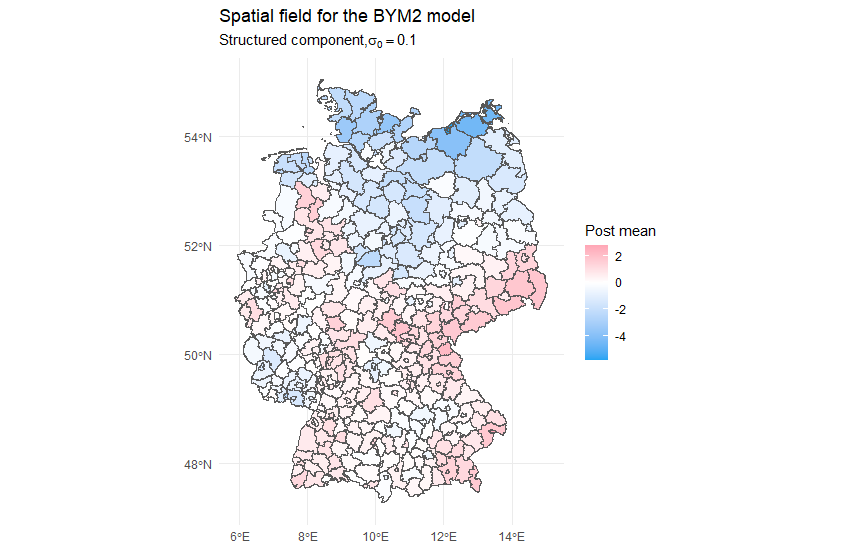 Spatial field for the BYM2 model
Structured component,σ₀ = 0.1
54°N
52°N
50°N
48°N
6°E 8°E 10°E 12°E 14°E
Post mean
2
0
-2
-4